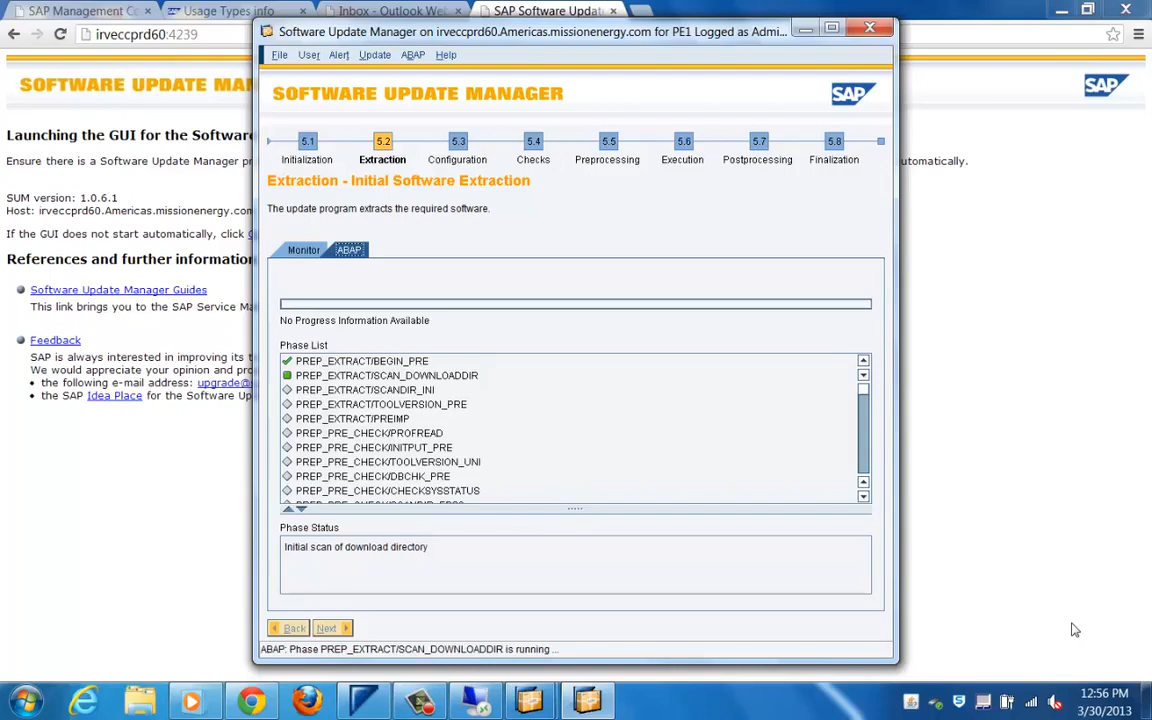 SAP Management Co
Usage Types info
Inbox - Outlook We
SAP Software Updat
irveccprd60:4239
SOFTWARE UPDATE MAN
SAP
Launching the GUI for the Softwar
Ensure there is a Software Update Manager pr
automatically.
SUM version: 1.0.6.1
Host: irveccprd60.Americas.missionenergy.com
If the GUI does not start automatically, click
References and further informatio
Software Update Manager Guides
This link brings you to the SAP Service Ma
Feedback
SAP is always interested in improving its t
We would appreciate your opinion and pro
the following e-mail address: upgrade@s
the SAP Idea Place for the Software Up
Software Update Manager on irveccprd60.Americas.missionenergy.com for PE1 Logged as Admi...
File User Alert Update ABAP Help
SOFTWARE UPDATE MANAGER
SAP
5.1 5.2 5.3 5.4 5.5 5.6 5.7 5.8
Initialization Extraction Configuration Checks Preprocessing Execution Postprocessing Finalization
Extraction - Initial Software Extraction
The update program extracts the required software.
Monitor ABAP
No Progress Information Available
Phase List
PREP_EXTRACT/BEGIN_PRE
PREP_EXTRACT/SCAN_DOWNLOADDIR
PREP_EXTRACT/SCANDIR_INI
PREP_EXTRACT/TOOLVERSION_PRE
PREP_EXTRACT/PREIMP
PREP_PRE_CHECK/PROFREAD
PREP_PRE_CHECK/INITPUT_PRE
PREP_PRE_CHECK/TOOLVERSION_UNI
PREP_PRE_CHECK/DBCHK_PRE
PREP_PRE_CHECK/CHECKSYSSTATUS
Phase Status
Initial scan of download directory
Back Next
ABAP: Phase PREP_EXTRACT/SCAN_DOWNLOADDIR is running ...
12:56 PM
3/30/2013